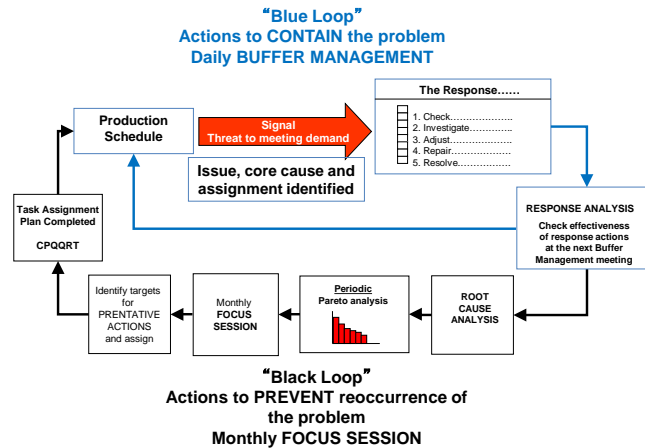 “Blue Loop”
Actions to CONTAIN the problem
Daily BUFFER MANAGEMENT
Production
Schedule
Signal
Threat to meeting demand
Issue, core cause and
assignment identified
The Response……
1. Check………………..
2. Investigate…………..
3. Adjust………………..
4. Repair………………..
5. Resolve………………
RESPONSE ANALYSIS
Check effectiveness
of response actions
at the next Buffer
Management meeting
Task Assignment
Plan Completed
CPQQRT
Identify targets
for
PRENTATIVE
ACTIONS
and assign
Monthly
FOCUS
SESSION
Periodic
Pareto analysis
ROOT
CAUSE
ANALYSIS
“Black Loop”
Actions to PREVENT reoccurrence of
the problem
Monthly FOCUS SESSION